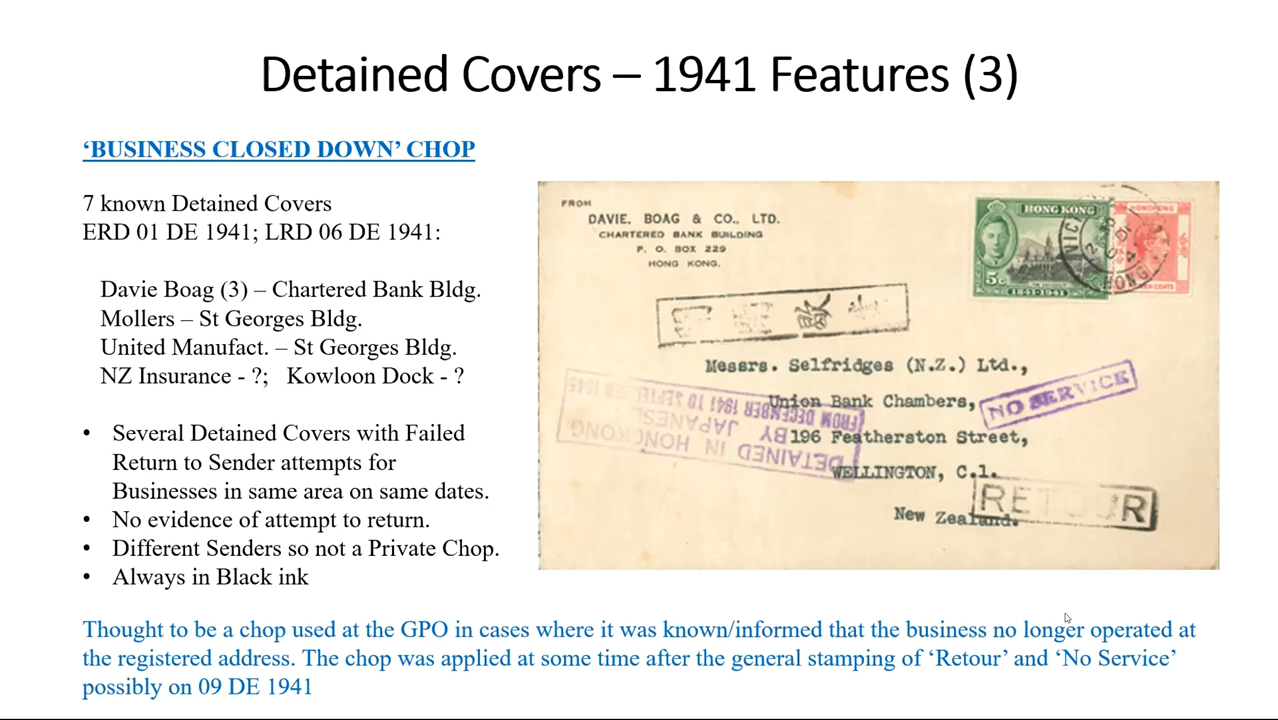 Detained Covers – 1941 Features (3)
‘BUSINESS CLOSED DOWN’ CHOP
7 known Detained Covers
ERD 01 DE 1941; LRD 06 DE 1941:
Davie Boag (3) – Chartered Bank Bldg.
Mollers – St Georges Bldg.
United Manufact. – St Georges Bldg.
NZ Insurance - ?; Kowloon Dock - ?
• Several Detained Covers with Failed
Return to Sender attempts for
Businesses in same area on same dates.
• No evidence of attempt to return.
• Different Senders so not a Private Chop.
• Always in Black ink
FROM
DAVIE, BOAG & CO., LTD.
CHARTERED BANK BUILDING
P. O. BOX 229
HONG KONG.
HONG KONG
5c
1841-1941
HONGKONG
TEN CENTS
VIC
HONG
Messrs. Selfridges (N.Z.) Ltd.,
Union Bank Chambers,
196 Featherston Street,
WELLINGTON, C.1.
New Zealand.
NO SERVICE
RETOUR
DETAINED IN HONG KONG
BY JAPANESE
FROM DECEMBER 1941 TO SEPTEMBER 1945
Thought to be a chop used at the GPO in cases where it was known/informed that the business no longer operated at
the registered address. The chop was applied at some time after the general stamping of ‘Retour’ and ‘No Service’
possibly on 09 DE 1941